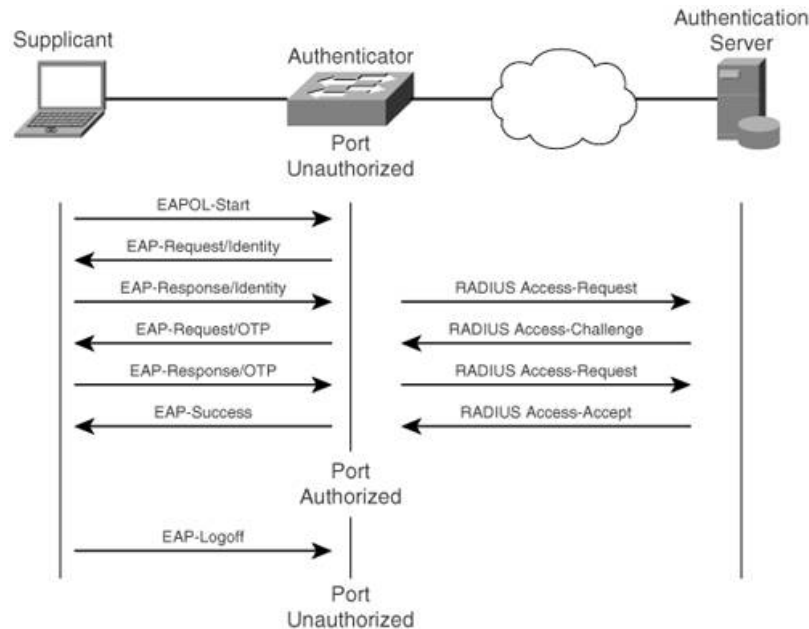 Supplicant
Authenticator
Authentication
Server
Port
Unauthorized
EAPOL-Start
EAP-Request/Identity
EAP-Response/Identity
RADIUS Access-Request
EAP-Request/OTP
RADIUS Access-Challenge
EAP-Response/OTP
RADIUS Access-Request
EAP-Success
RADIUS Access-Accept
Port
Authorized
EAP-Logoff
Port
Unauthorized